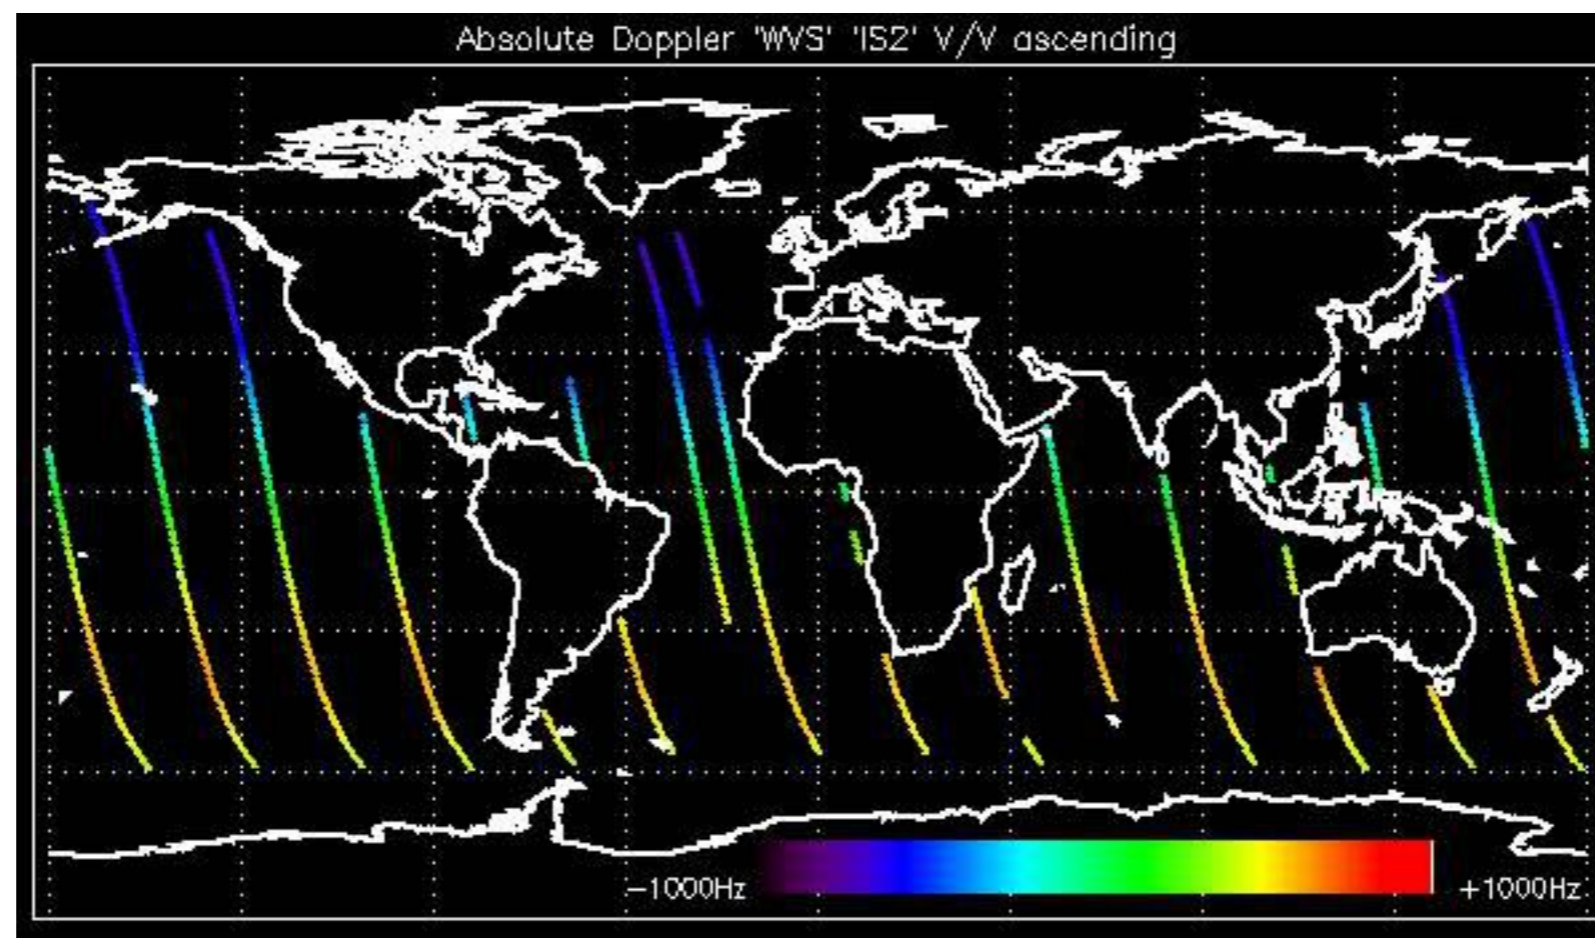 Absolute Doppler 'WVS' 'IS2' V/V ascending
−1000Hz
+1000Hz